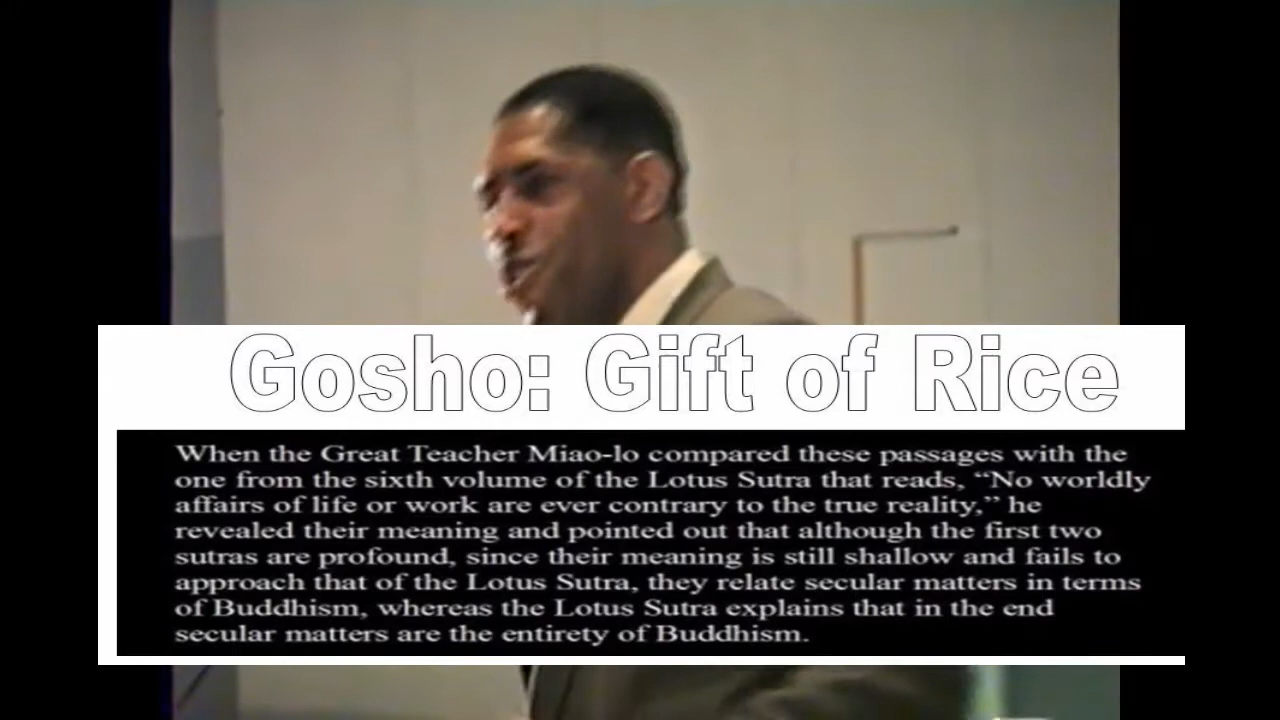 Gosho: Gift of Rice
When the Great Teacher Miao-lo compared these passages with the
one from the sixth volume of the Lotus Sutra that reads, “No worldly
affairs of life or work are ever contrary to the true reality,” he
revealed their meaning and pointed out that although the first two
sutras are profound, since their meaning is still shallow and fails to
approach that of the Lotus Sutra, they relate secular matters in terms
of Buddhism, whereas the Lotus Sutra explains that in the end
secular matters are the entirety of Buddhism.